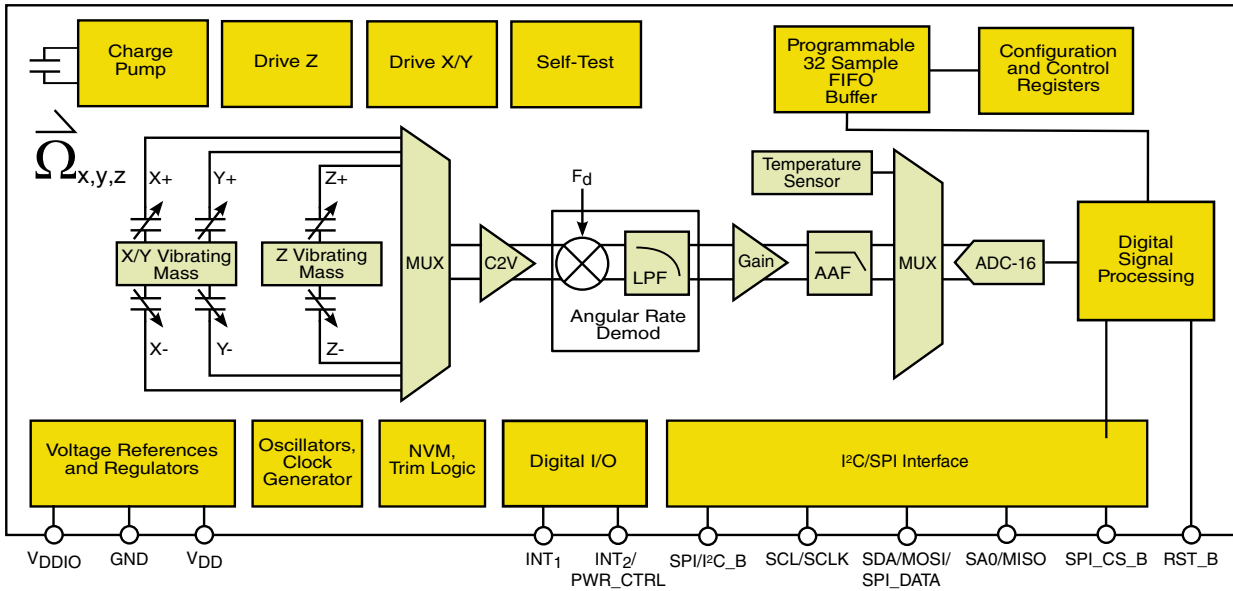 Charge
Pump
Drive Z
Drive X/Y
Self-Test
Programmable
32 Sample
FIFO
Buffer
Configuration
and Control
Registers
Ωx,y,z
X+
Y+
Z+
X/Y Vibrating
Mass
Z Vibrating
Mass
X-
Y-
Z-
MUX
C2V
Fd
LPF
Angular Rate
Demod
Gain
AAF
Temperature
Sensor
MUX
ADC-16
Digital
Signal
Processing
Voltage References
and Regulators
Oscillators,
Clock
Generator
NVM,
Trim Logic
Digital I/O
I²C/SPI Interface
VDDIO
GND
VDD
INT1
INT2/
PWR_CTRL
SPI/I²C_B
SCL/SCLK
SDA/MOSI/
SPI_DATA
SA0/MISO
SPI_CS_B
RST_B